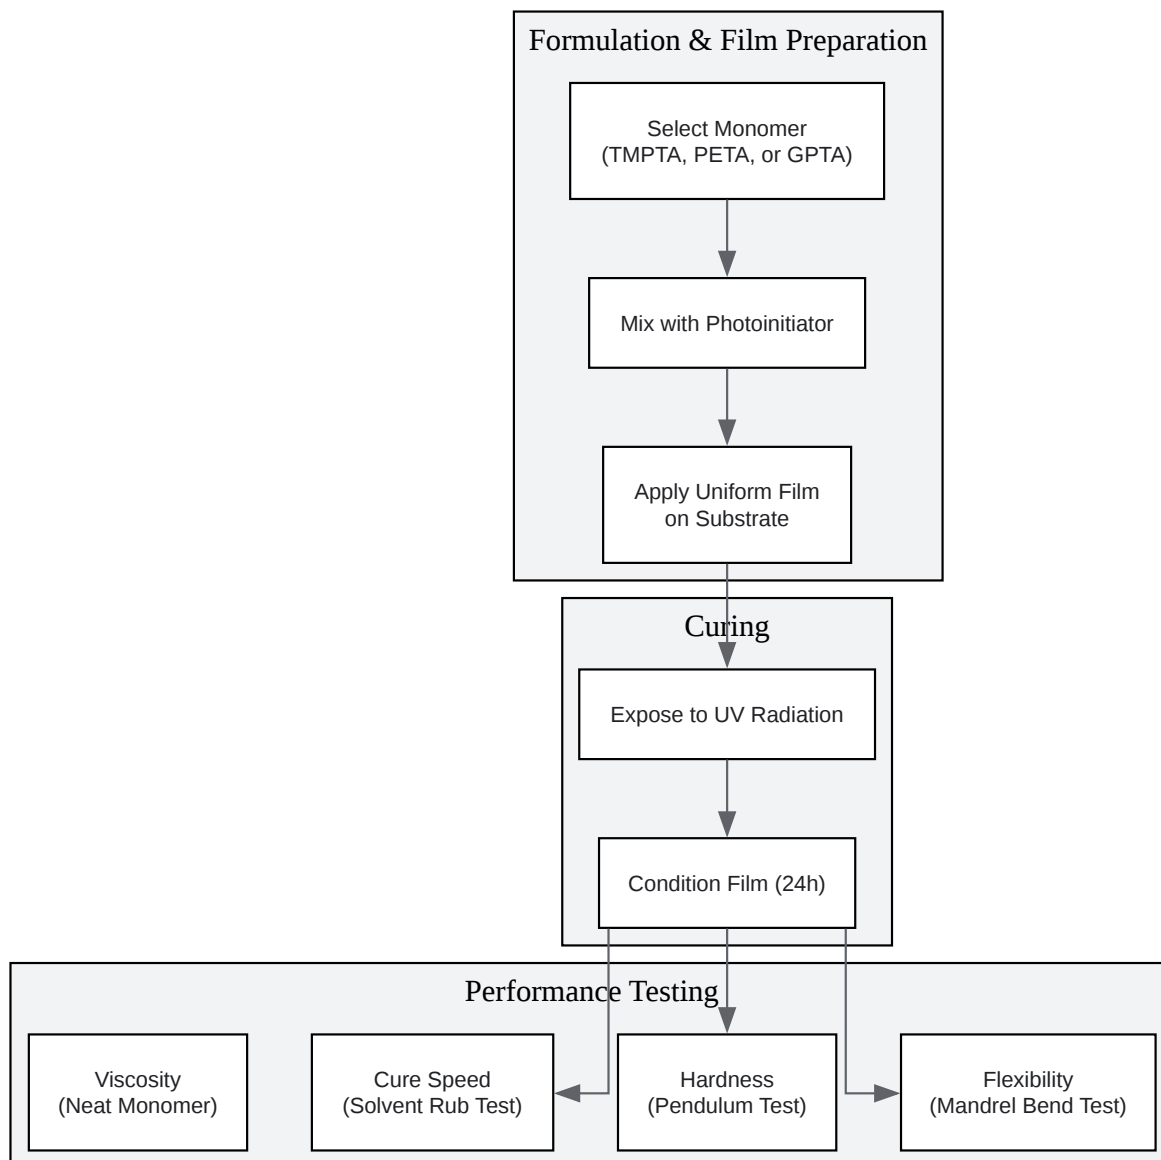 Formulation & Film Preparation
Select Monomer
(TMPTA, PETA, or GPTA)
Mix with Photoinitiator
Apply Uniform Film
on Substrate
Curing
Expose to UV Radiation
Condition Film (24h)
Performance Testing
Viscosity
(Neat Monomer)
Cure Speed
(Solvent Rub Test)
Hardness
(Pendulum Test)
Flexibility
(Mandrel Bend Test)